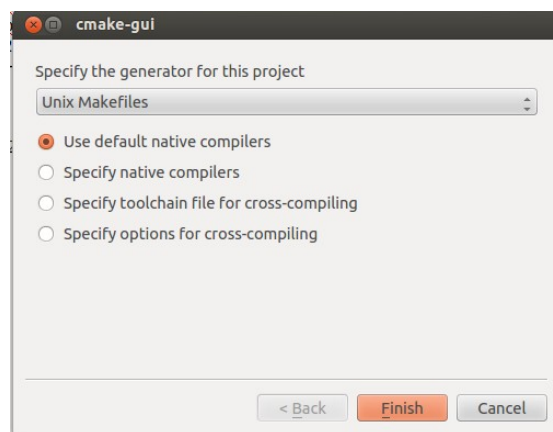 cmake-gui
Specify the generator for this project
Unix Makefiles
Use default native compilers
Specify native compilers
Specify toolchain file for cross-compiling
Specify options for cross-compiling
< Back Finish Cancel